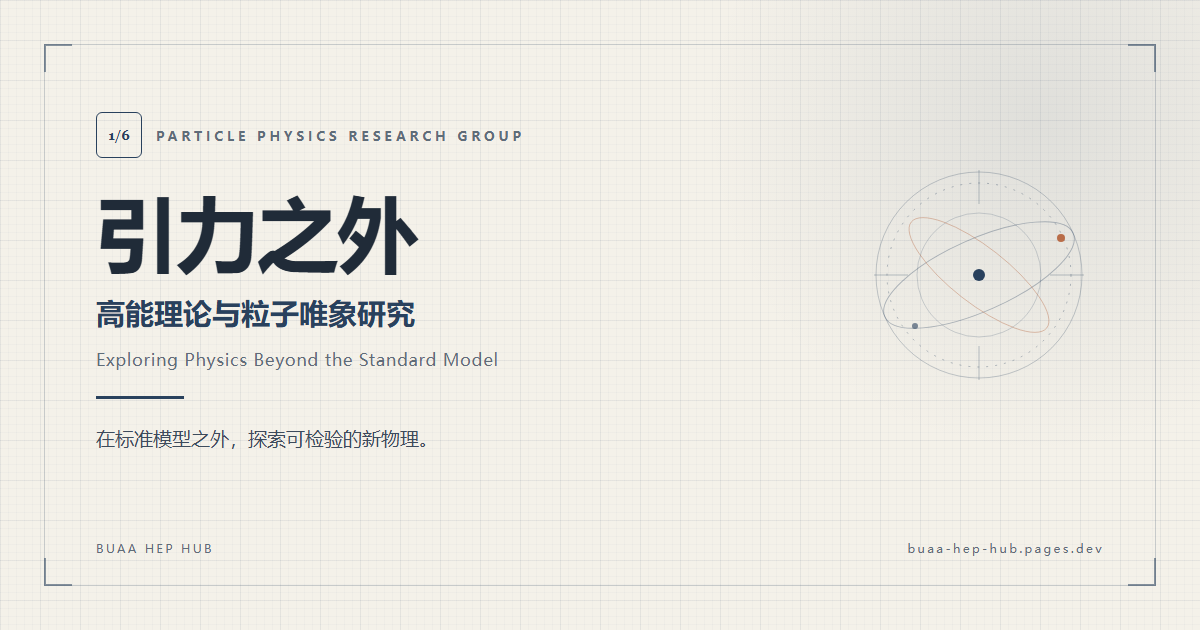 1/6
PARTICLE PHYSICS RESEARCH GROUP
引力之外
高能理论与粒子唯象研究
Exploring Physics Beyond the Standard Model
在标准模型之外，探索可检验的新物理。
BUAA HEP HUB
buaa-hep-hub.pages.dev